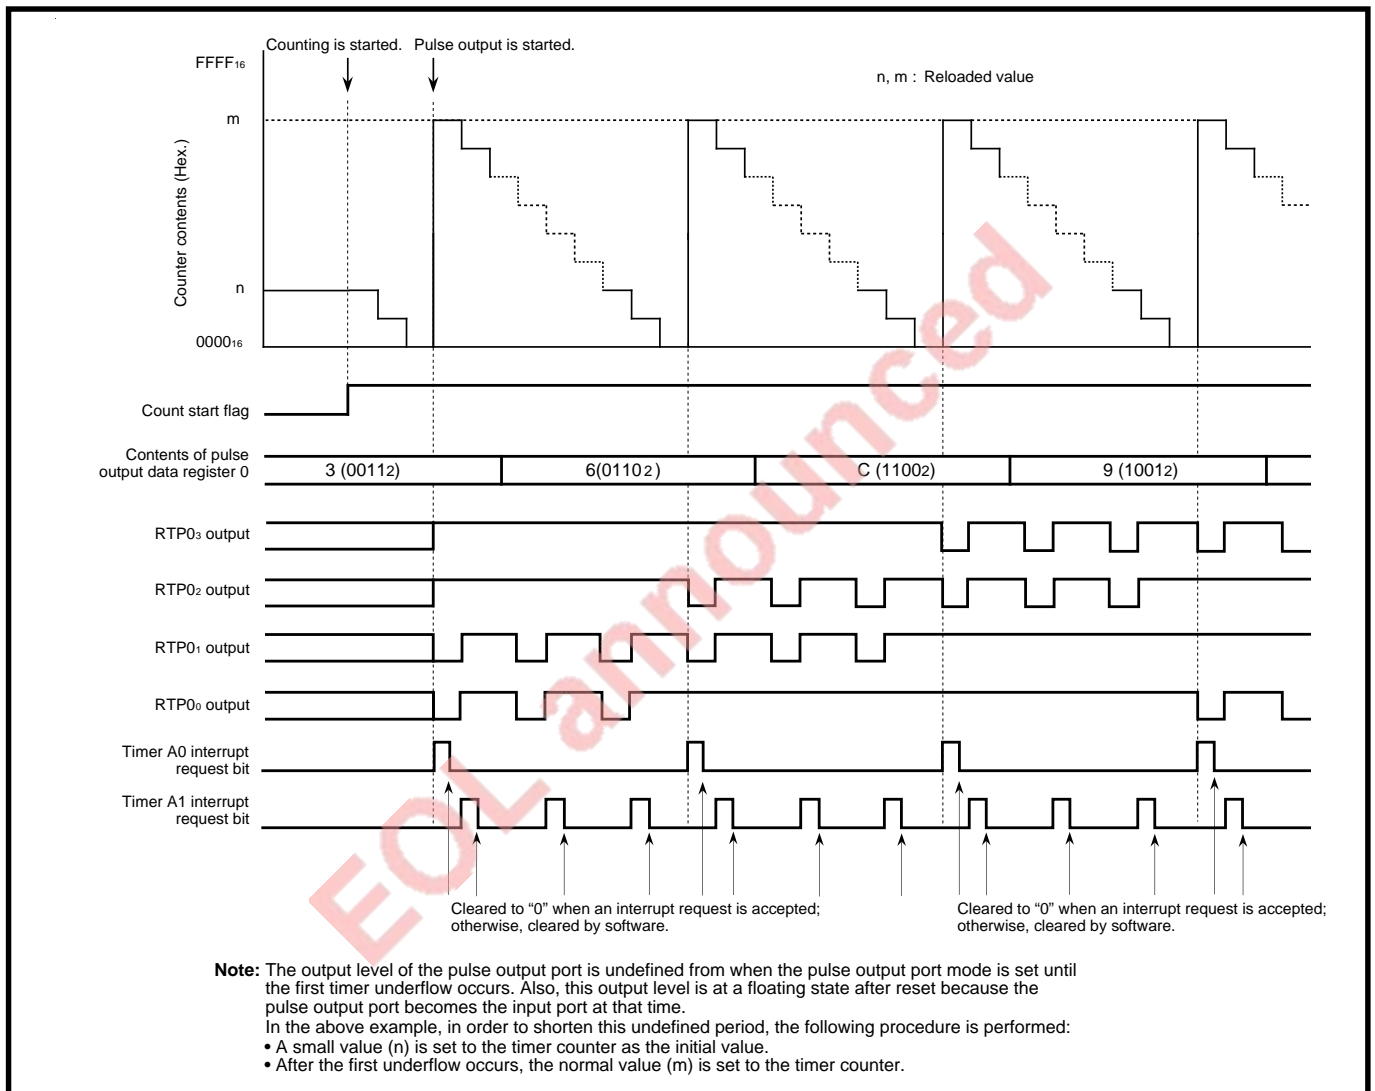 Counting is started. Pulse output is started.
FFFF16
n, m : Reloaded value
m
Counter contents (Hex.)
n
000016
Count start flag
Contents of pulse
output data register 0
3 (00112)
6(01102)
C (11002)
9 (10012)
RTP03 output
RTP02 output
RTP01 output
RTP00 output
Timer A0 interrupt
request bit
Timer A1 interrupt
request bit
Cleared to “0” when an interrupt request is accepted;
otherwise, cleared by software.
Cleared to “0” when an interrupt request is accepted;
otherwise, cleared by software.
Note: The output level of the pulse output port is undefined from when the pulse output port mode is set until
the first timer underflow occurs. Also, this output level is at a floating state after reset because the
pulse output port becomes the input port at that time.
In the above example, in order to shorten this undefined period, the following procedure is performed:
• A small value (n) is set to the timer counter as the initial value.
• After the first underflow occurs, the normal value (m) is set to the timer counter.
EOL announced